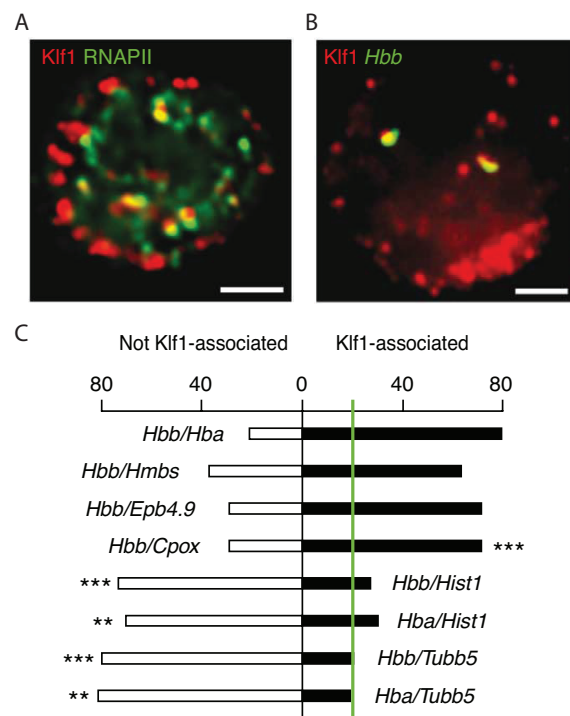 A
Klf1 RNAPII
B
Klf1 Hbb
C
Not Klf1-associated Klf1-associated
80 40 0 40 80
Hbb/Hba
Hbb/Hmbs
Hbb/Epb4.9
Hbb/Cpox ***
*** Hbb/Hist1
** Hba/Hist1
*** Hbb/Tubb5
** Hba/Tubb5